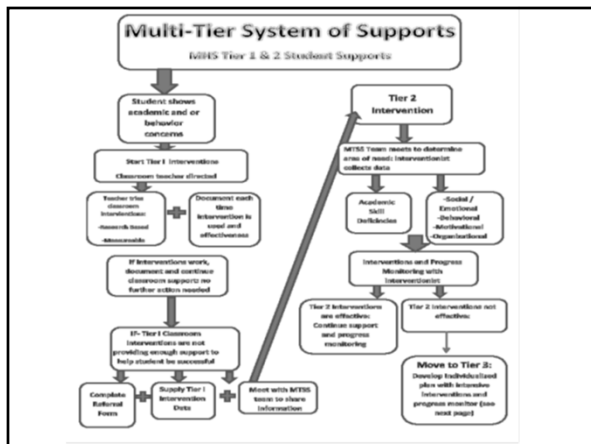 Multi-Tier System of Supports
MHS Tier 1 & 2 Student Supports
Student shows
academic and or
behavior
concerns
Start Tier I Interventions
Classroom teacher directed
Teacher tries
classroom
interventions:
-Research based
-Measurable
Document each
time
intervention is
used and
effectiveness
If interventions work,
document and continue
classroom support: no
further action needed
If- Tier I Classroom
interventions are not
providing enough support to
help student be successful
Complete
Referral
Form
Supply Tier I
Intervention
Data
Meet with MTSS
team to share
information
Tier 2
Intervention
MTSS Team meets to determine
area of need: interventionist
collects data
Academic
Skill
Deficiencies
-Social /
Emotional
-Behavioral
-Motivational
-Organizational
Interventions and Progress
Monitoring with
interventionist
Tier 2 interventions
are effective:
Continue support
and progress
monitoring
Tier 2 interventions not
effective:
Move to Tier 3:
Develop individualized
plan with intensive
interventions and
program monitor (see
next page)